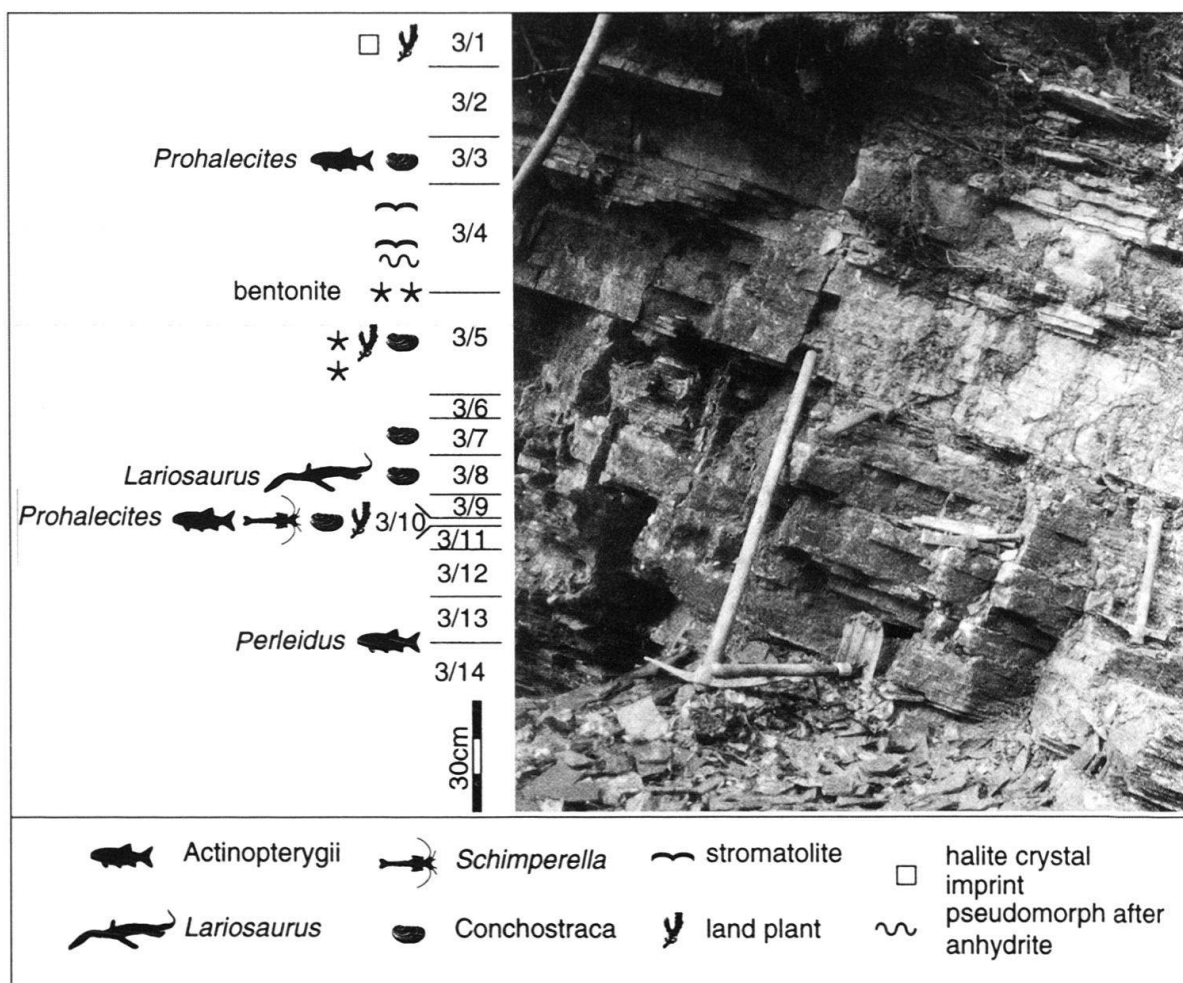 3/1
3/2
Prohalecites 3/3
3/4
bentonite
3/5
3/6
3/7
Lariosaurus 3/8
3/9
Prohalecites 3/10
3/11
3/12
3/13
Perleidus
3/14
30cm
Actinopterygii Schimperella stromatolite halite crystal
imprint
Lariosaurus Conchostraca land plant pseudomorph after
anhydrite